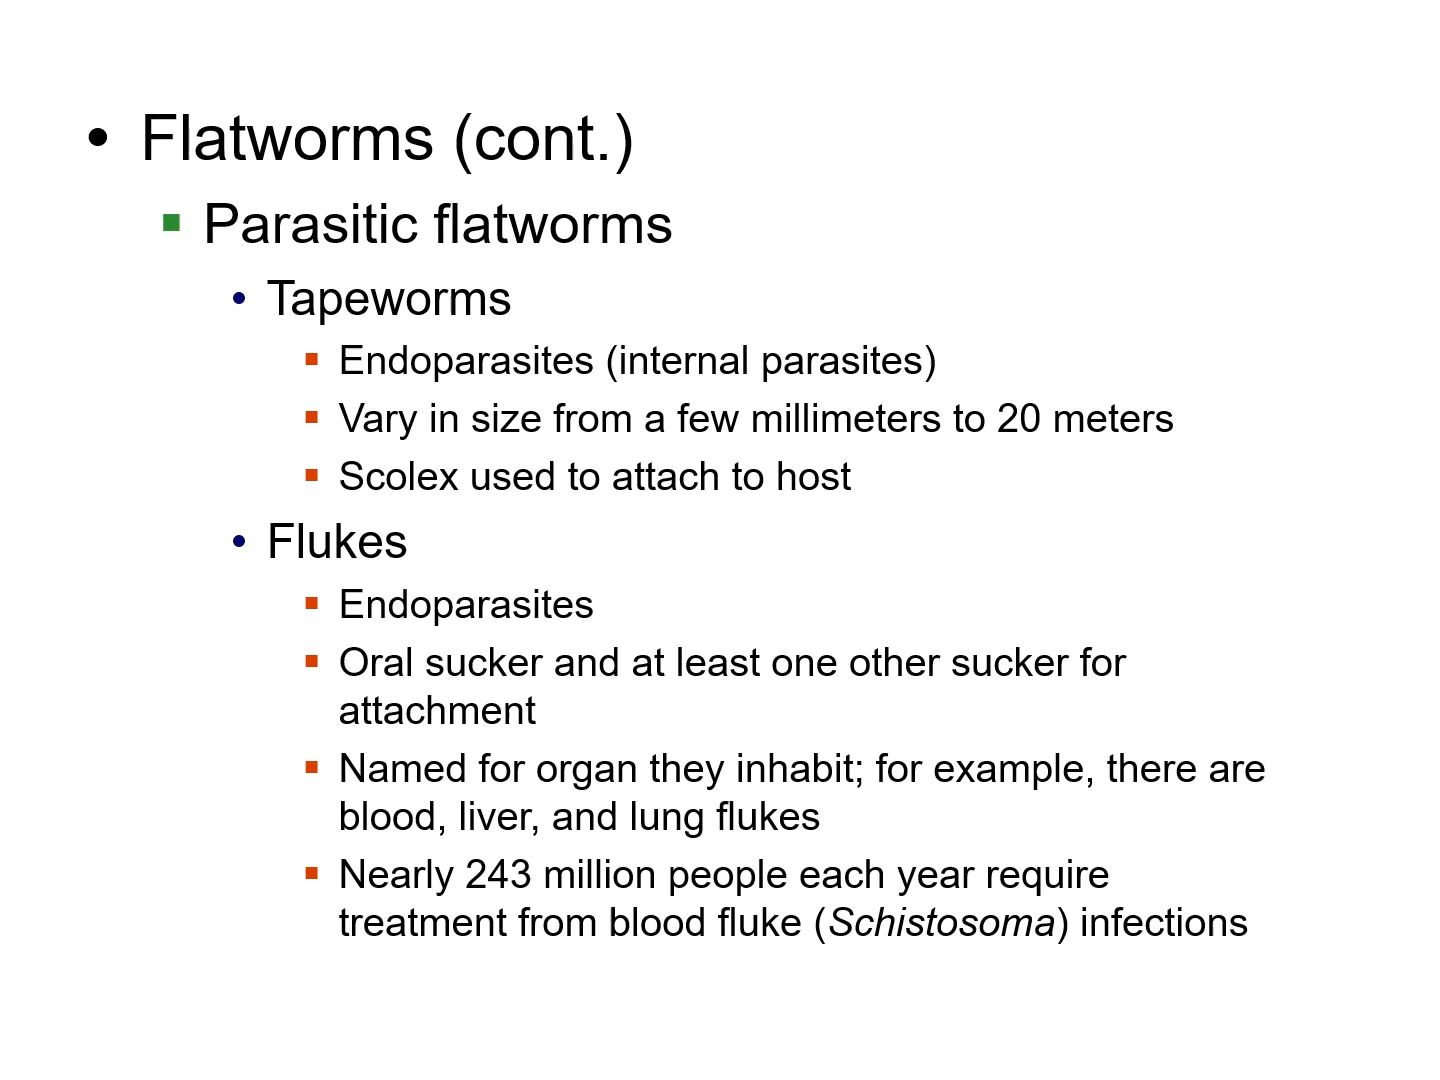 • Flatworms (cont.)
▪ Parasitic flatworms
• Tapeworms
▪ Endoparasites (internal parasites)
▪ Vary in size from a few millimeters to 20 meters
▪ Scolex used to attach to host
• Flukes
▪ Endoparasites
▪ Oral sucker and at least one other sucker for
attachment
▪ Named for organ they inhabit; for example, there are
blood, liver, and lung flukes
▪ Nearly 243 million people each year require
treatment from blood fluke (Schistosoma) infections